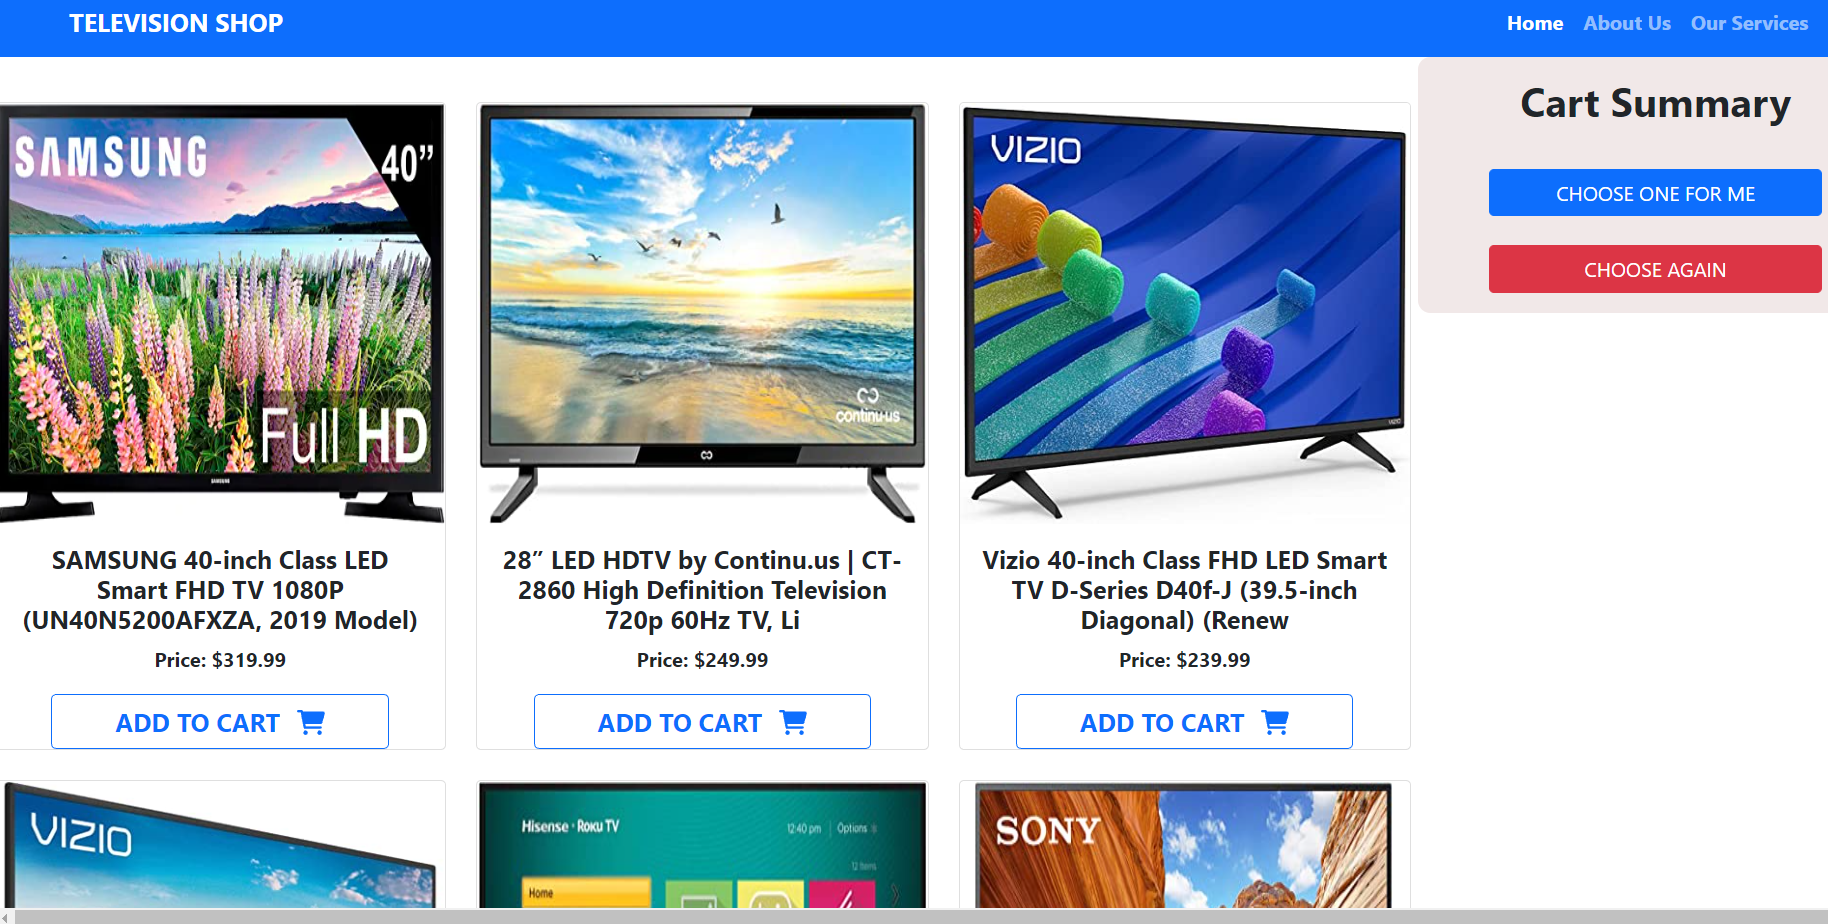 TELEVISION SHOP
Home About Us Our Services
Cart Summary
CHOOSE ONE FOR ME
CHOOSE AGAIN
SAMSUNG
40”
Full HD
SAMSUNG
continu.us
VIZIO
VIZIO
SAMSUNG 40-inch Class LED
Smart FHD TV 1080P
(UN40N5200AFXZA, 2019 Model)
Price: $319.99
ADD TO CART
28” LED HDTV by Continu.us | CT-
2860 High Definition Television
720p 60Hz TV, Li
Price: $249.99
ADD TO CART
Vizio 40-inch Class FHD LED Smart
TV D-Series D40f-J (39.5-inch
Diagonal) (Renew
Price: $239.99
ADD TO CART
VIZIO
Hisense · Roku TV
12:40 pm | Options
12 Items
Home
SONY